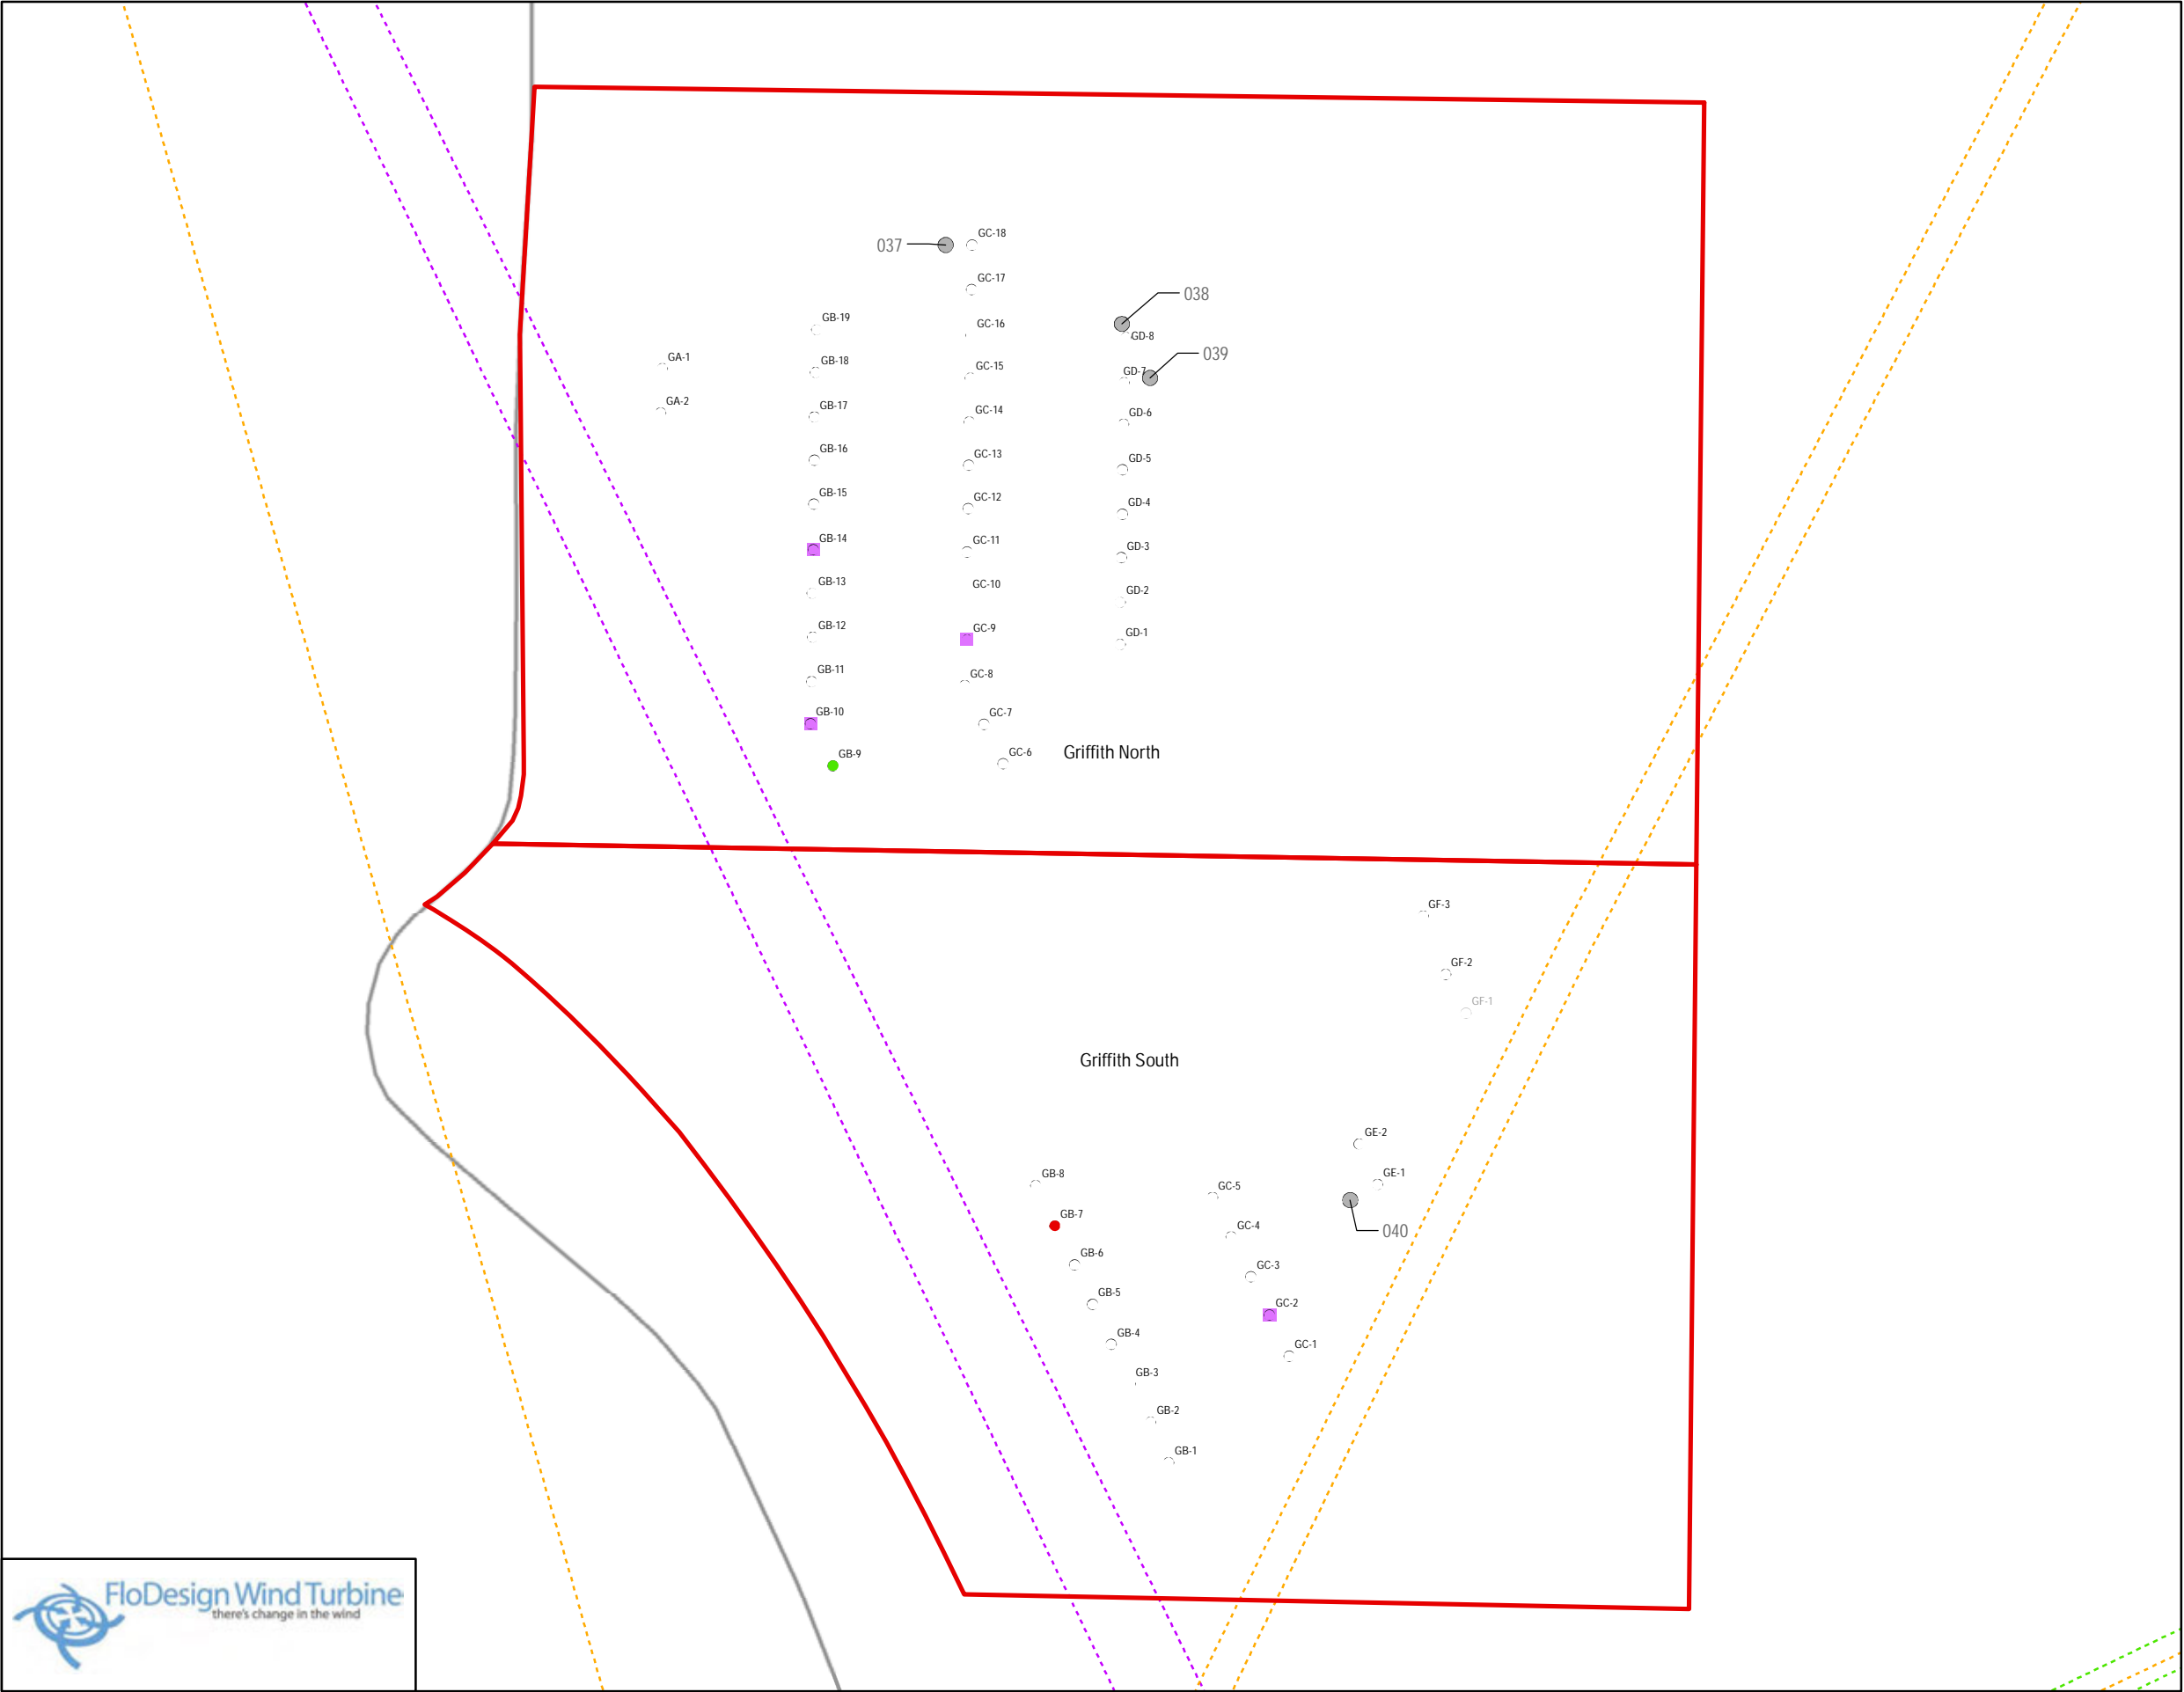 GC-18
037
GC-17
038
GB-19
GC-16
GD-8
039
GA-1
GB-18
GC-15
GD-7
GA-2
GB-17
GC-14
GD-6
GB-16
GC-13
GD-5
GB-15
GC-12
GD-4
GB-14
GC-11
GD-3
GB-13
GC-10
GD-2
GB-12
GC-9
GD-1
GB-11
GC-8
GB-10
GC-7
GB-9
GC-6
Griffith North
GF-3
GF-2
GF-1
Griffith South
GE-2
GB-8
GC-5
GE-1
GB-7
GC-4
040
GB-6
GC-3
GB-5
GC-2
GB-4
GC-1
GB-3
GB-2
GB-1
FloDesign Wind Turbine
there's change in the wind